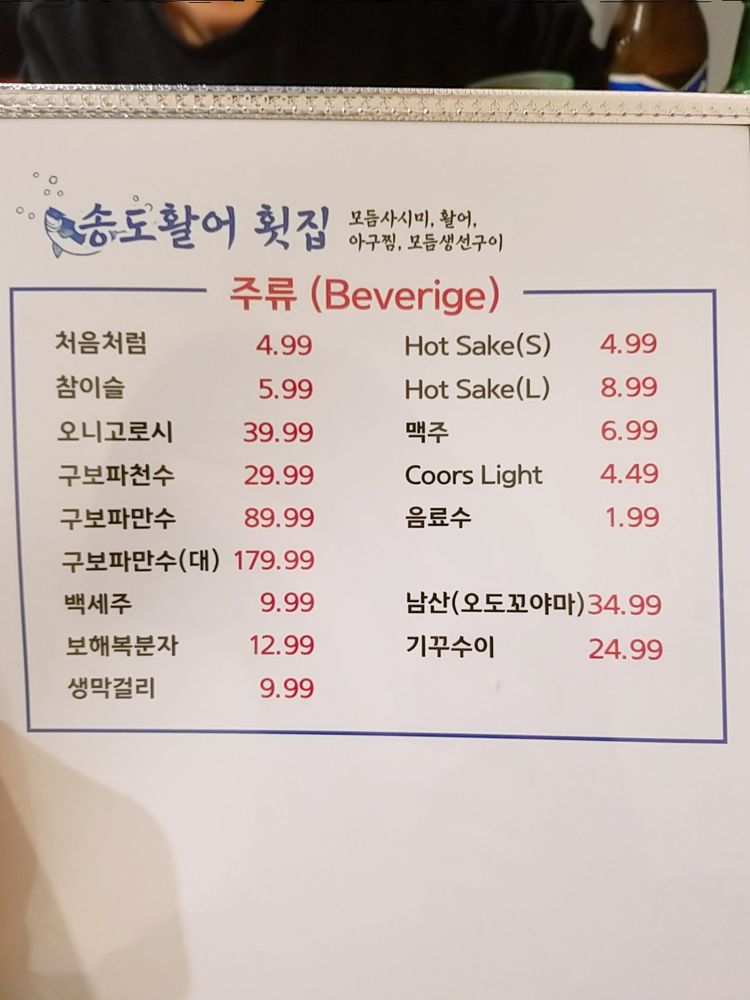 송도활어 횟집
모듬사시미, 활어,
아구찜, 모듬생선구이
주류 (Beverige)
처음처럼 4.99
참이슬 5.99
오니고로시 39.99
구보파천수 29.99
구보파만수 89.99
구보파만수(대) 179.99
백세주 9.99
보해복분자 12.99
생막걸리 9.99
Hot Sake(S) 4.99
Hot Sake(L) 8.99
맥주 6.99
Coors Light 4.49
음료수 1.99
남산(오도꼬야마) 34.99
기꾸수이 24.99